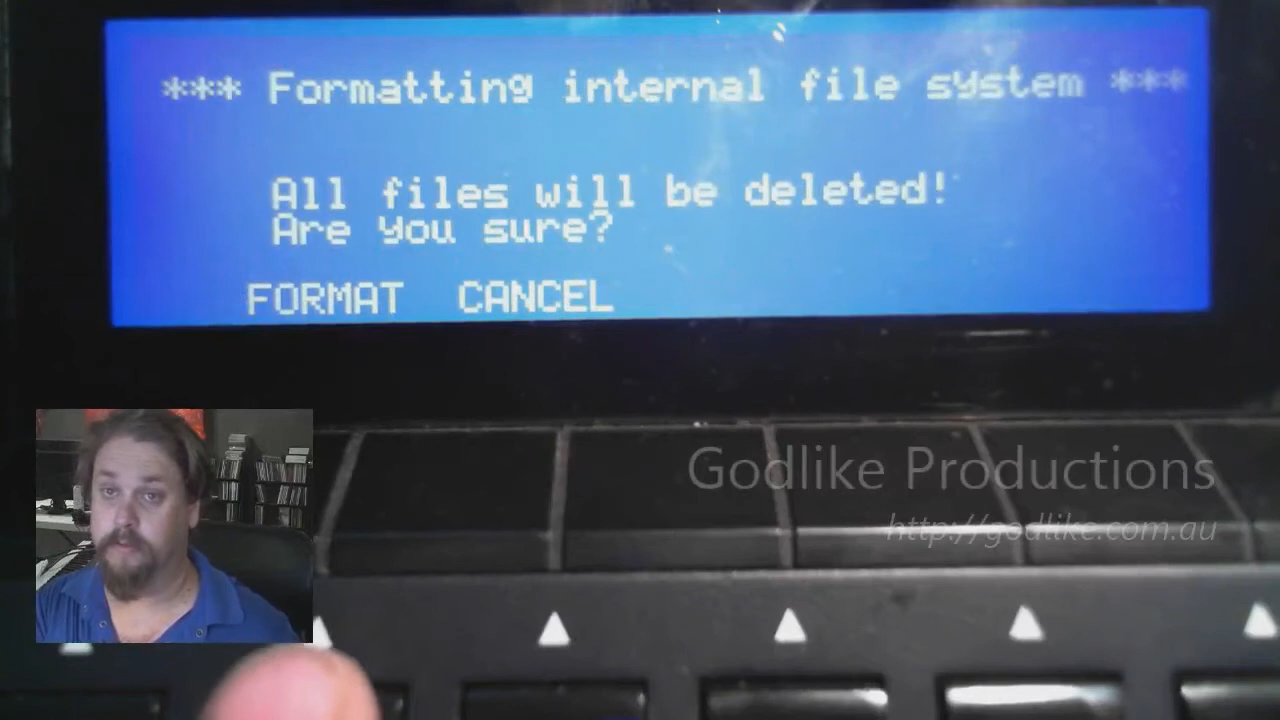 *** Formatting internal file system ***
All files will be deleted!
Are you sure?
FORMAT CANCEL
Godlike Productions
http://godlike.com.au